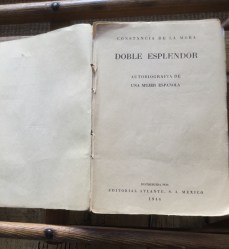 CONSTANCIA DE LA MORA
DOBLE ESPLENDOR
AUTOBIOGRAFIA DE
UNA MUJER ESPAÑOLA
EDITORIAL ATLANTE, S. A. MEXICO